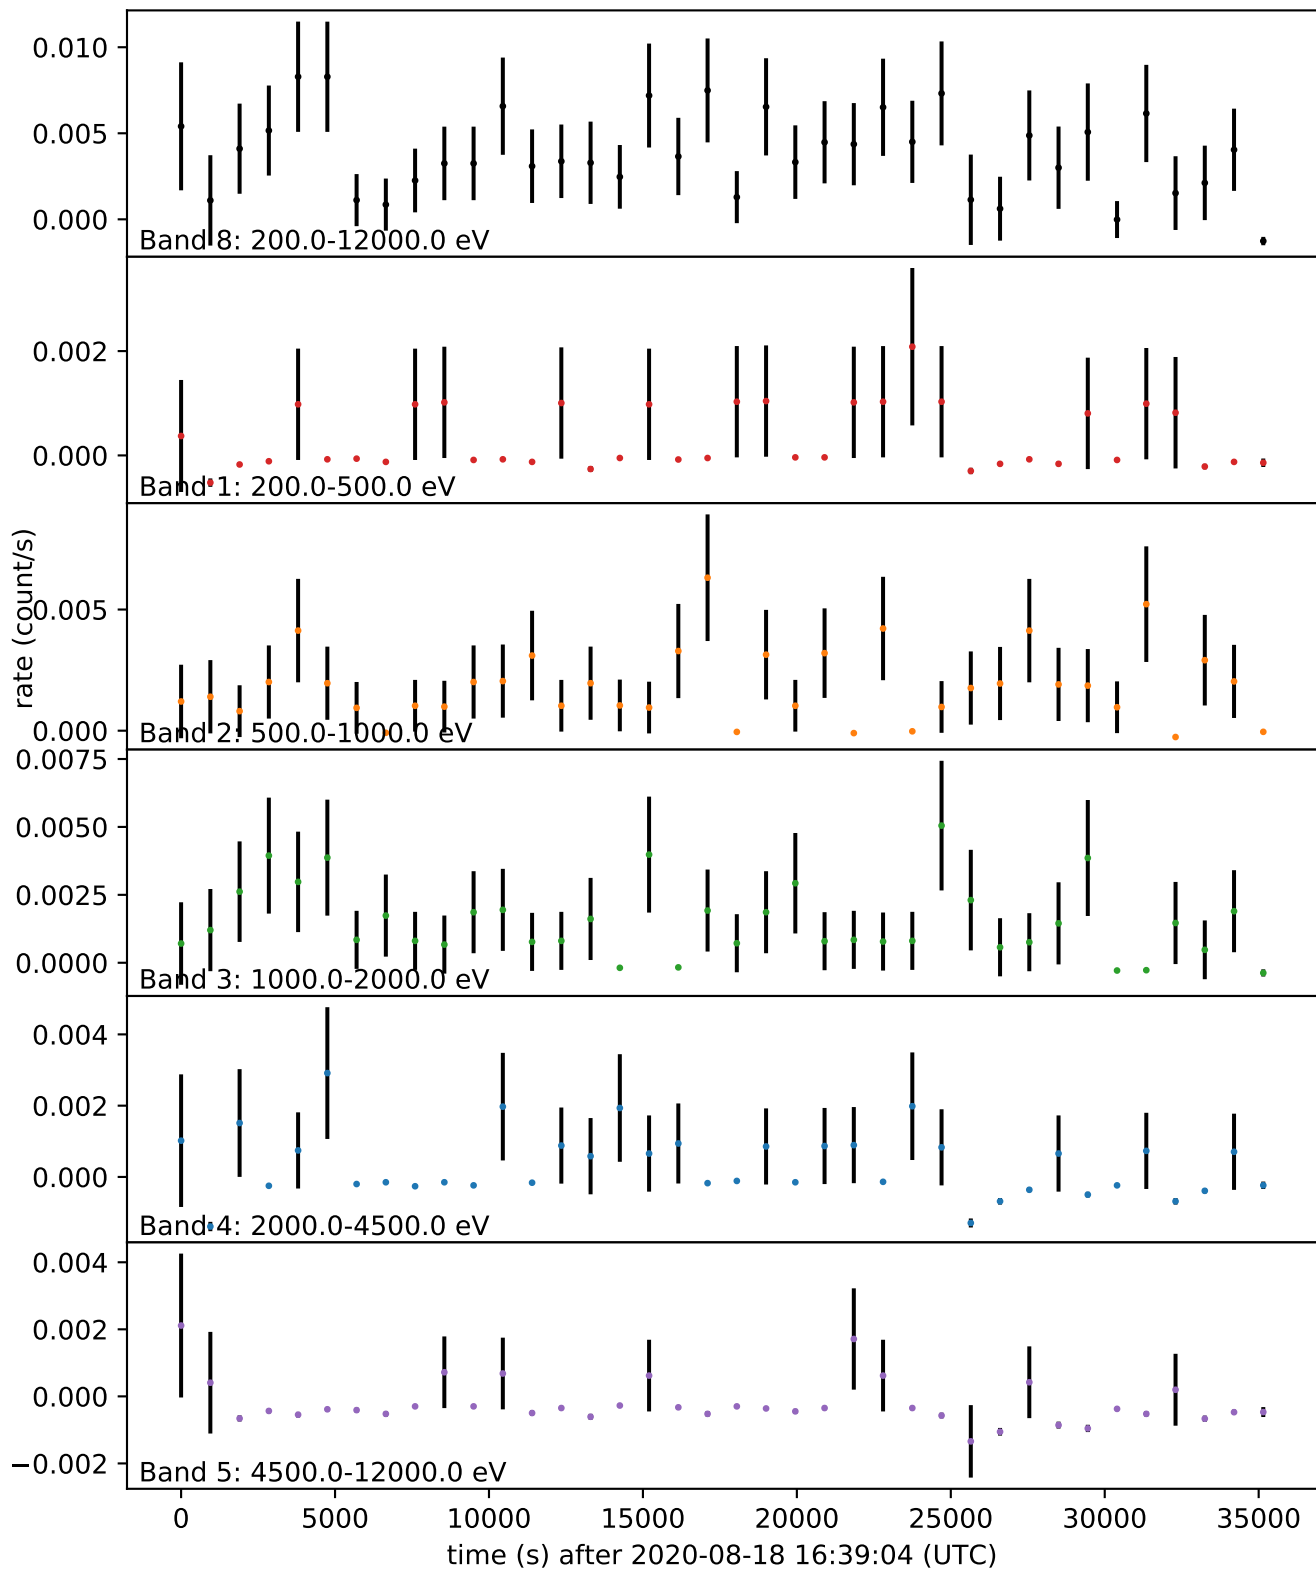 0.010
0.005
0.000
Band 8: 200.0-12000.0 eV
0.002
0.000
Band 1: 200.0-500.0 eV
rate (count/s)
0.005
0.000
Band 2: 500.0-1000.0 eV
0.0075
0.0050
0.0025
0.0000
Band 3: 1000.0-2000.0 eV
0.004
0.002
0.000
Band 4: 2000.0-4500.0 eV
0.004
0.002
0.000
−0.002
Band 5: 4500.0-12000.0 eV
0 5000 10000 15000 20000 25000 30000 35000
time (s) after 2020-08-18 16:39:04 (UTC)